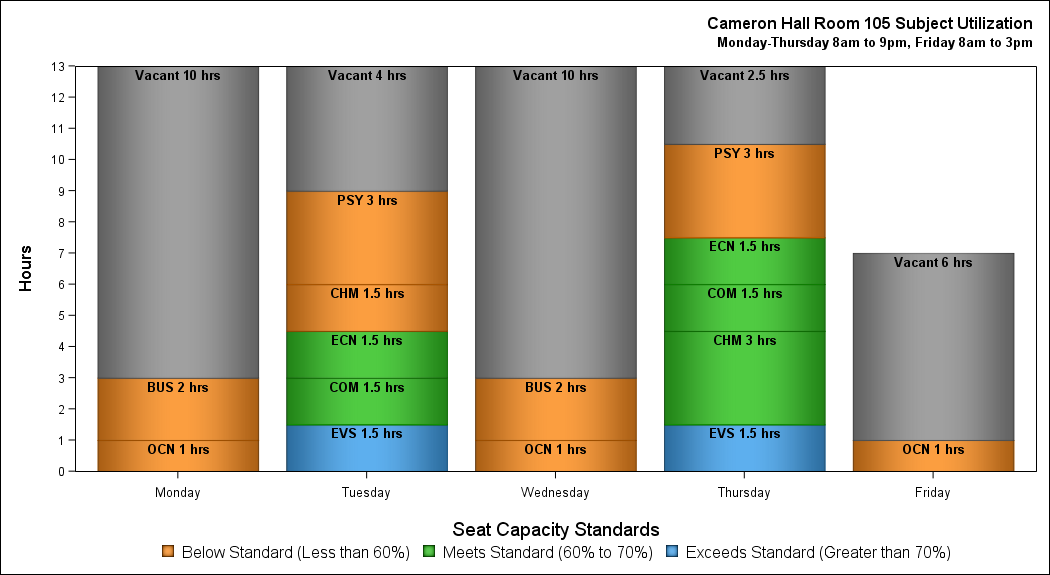 Cameron Hall Room 105 Subject Utilization
Monday-Thursday 8am to 9pm, Friday 8am to 3pm
Hours
13
12
11
10
9
8
7
6
5
4
3
2
1
0
Vacant 10 hrs
BUS 2 hrs
OCN 1 hrs
Vacant 4 hrs
PSY 3 hrs
CHM 1.5 hrs
ECN 1.5 hrs
COM 1.5 hrs
EVS 1.5 hrs
Vacant 10 hrs
BUS 2 hrs
OCN 1 hrs
Vacant 2.5 hrs
PSY 3 hrs
ECN 1.5 hrs
COM 1.5 hrs
CHM 3 hrs
EVS 1.5 hrs
Vacant 6 hrs
OCN 1 hrs
Monday Tuesday Wednesday Thursday Friday
Seat Capacity Standards
Below Standard (Less than 60%) Meets Standard (60% to 70%) Exceeds Standard (Greater than 70%)